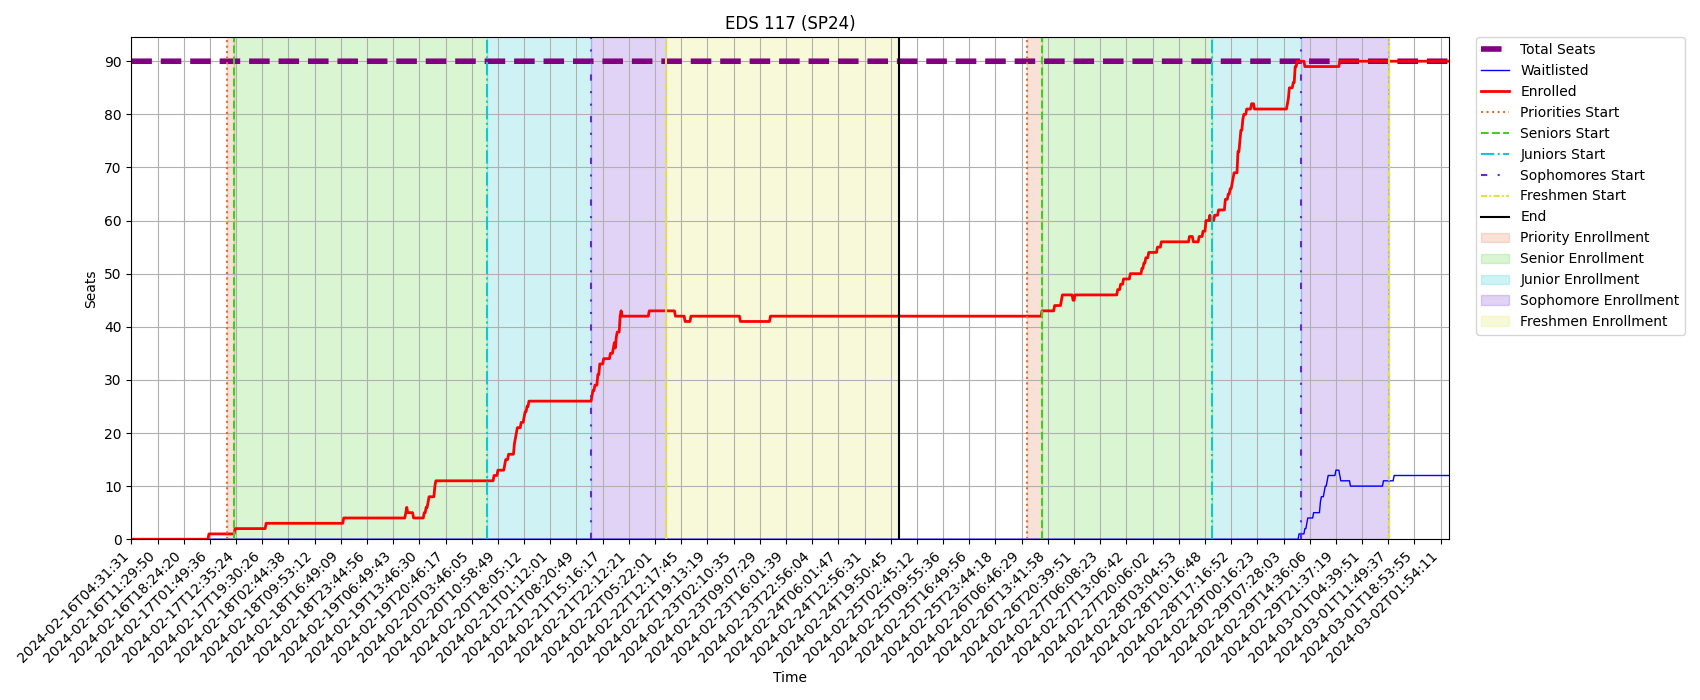 EDS 117 (SP24)
Seats
90
80
70
60
50
40
30
20
10
0
2024-02-16T04:31:31
2024-02-16T11:29:50
2024-02-16T18:24:20
2024-02-17T01:49:36
2024-02-17T12:35:24
2024-02-17T19:30:26
2024-02-18T02:44:38
2024-02-18T09:53:12
2024-02-18T16:49:09
2024-02-18T23:44:56
2024-02-19T06:49:43
2024-02-19T13:46:30
2024-02-19T20:46:17
2024-02-20T03:46:05
2024-02-20T10:58:49
2024-02-20T18:05:12
2024-02-21T01:12:01
2024-02-21T08:20:49
2024-02-21T15:16:17
2024-02-21T22:12:21
2024-02-22T05:22:01
2024-02-22T12:17:45
2024-02-22T19:13:19
2024-02-23T02:10:35
2024-02-23T09:07:29
2024-02-23T16:01:39
2024-02-23T22:56:04
2024-02-24T06:01:47
2024-02-24T12:56:31
2024-02-24T19:50:45
2024-02-25T02:45:12
2024-02-25T09:55:36
2024-02-25T16:49:56
2024-02-25T23:44:18
2024-02-26T06:46:29
2024-02-26T13:41:58
2024-02-26T20:39:51
2024-02-27T06:08:23
2024-02-27T13:06:42
2024-02-27T20:06:02
2024-02-28T03:04:53
2024-02-28T10:16:48
2024-02-28T17:16:52
2024-02-29T00:16:23
2024-02-29T07:28:03
2024-02-29T14:36:06
2024-02-29T21:37:19
2024-03-01T04:39:51
2024-03-01T11:49:37
2024-03-01T18:53:55
2024-03-02T01:54:11
Time
Total Seats
Waitlisted
Enrolled
Priorities Start
Seniors Start
Juniors Start
Sophomores Start
Freshmen Start
End
Priority Enrollment
Senior Enrollment
Junior Enrollment
Sophomore Enrollment
Freshmen Enrollment